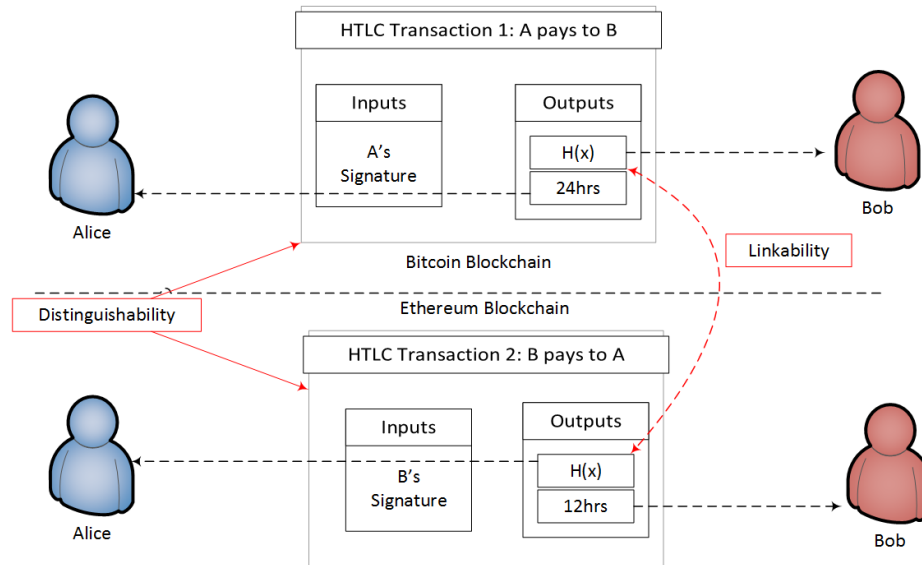 HTLC Transaction 1: A pays to B
Inputs
Outputs
A's
Signature
H(x)
24hrs
Alice
Bob
Linkability
Bitcoin Blockchain
Distinguishability
Ethereum Blockchain
HTLC Transaction 2: B pays to A
Inputs
Outputs
B's
Signature
H(x)
12hrs
Alice
Bob